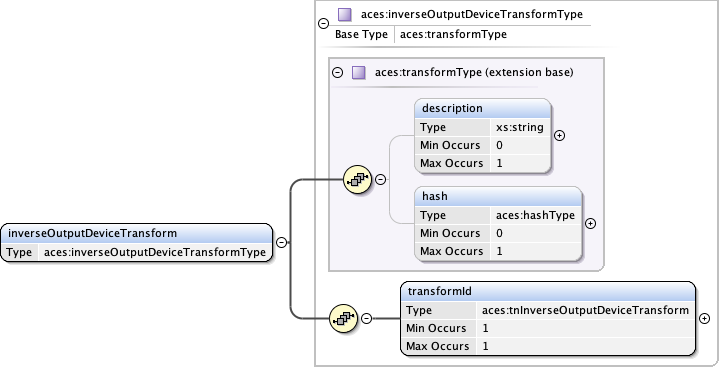 aces:inverseOutputDeviceTransformType
Base Type aces:transformType
aces:transformType (extension base)
description
Type xs:string
Min Occurs 0
Max Occurs 1
hash
Type aces:hashType
Min Occurs 0
Max Occurs 1
inverseOutputDeviceTransform
Type aces:inverseOutputDeviceTransformType
transformId
Type aces:tnInverseOutputDeviceTransform
Min Occurs 1
Max Occurs 1